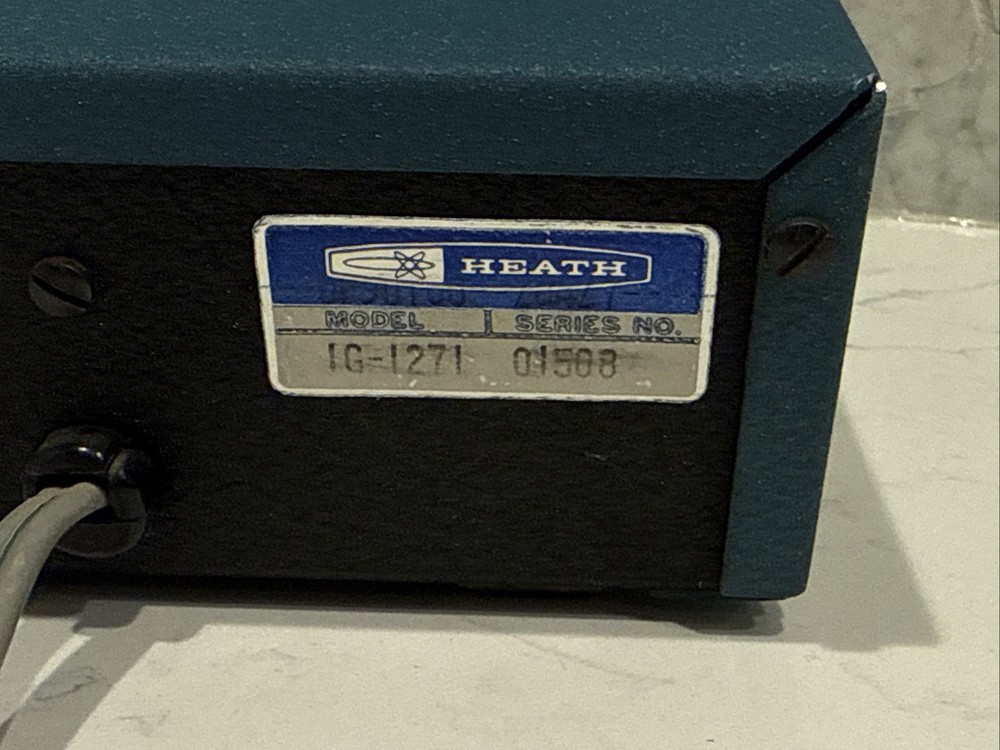 HEATH
MODEL | SERIES NO.
IG-1271 01508